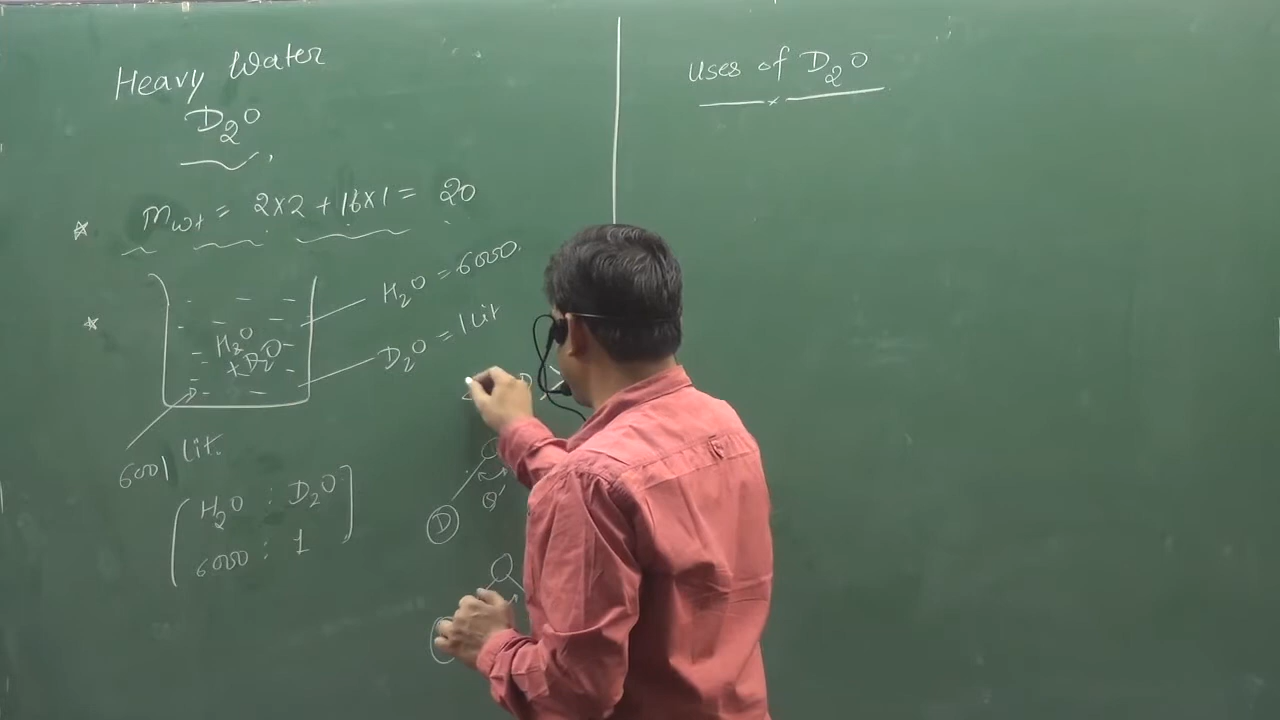 Heavy Water
D2O
* Mwt = 2×2 + 16×1 = 20
* H2O = 6000.
H2O
+ D2O
D2O = 1 Lit
6001 Lit.
H2O : D2O
6000 : 1
D
θ'
Uses of D2O